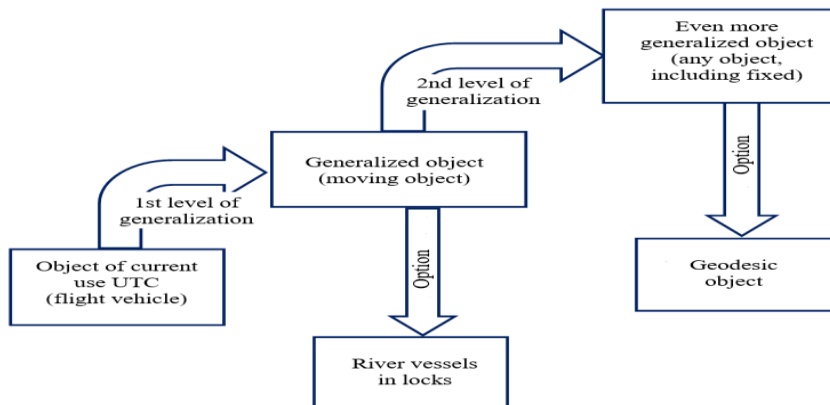 Even more
generalized object
(any object,
including fixed)
2nd level of
generalization
Option
Generalized object
(moving object)
1st level of
generalization
Option
Object of current
use UTC
(flight vehicle)
Geodesic
object
River vessels
in locks